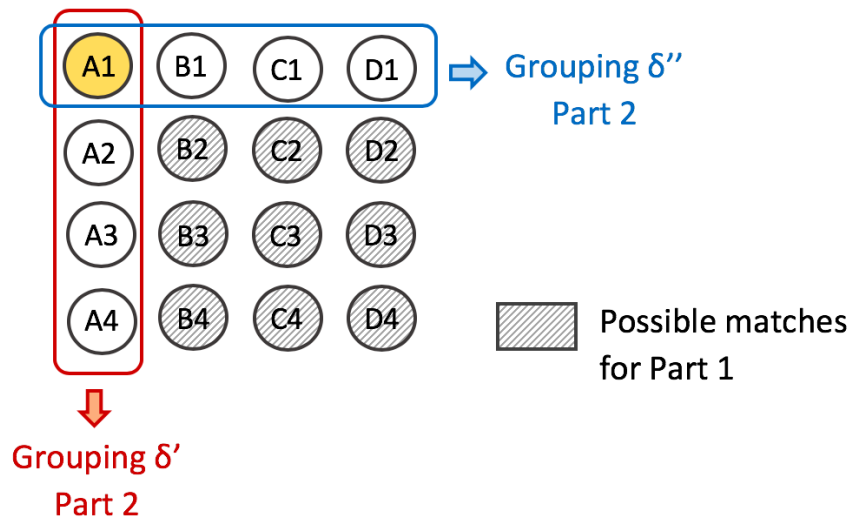 A1 B1 C1 D1
Grouping δ’’
Part 2
A2 B2 C2 D2
A3 B3 C3 D3
A4 B4 C4 D4
Possible matches
for Part 1
Grouping δ’
Part 2